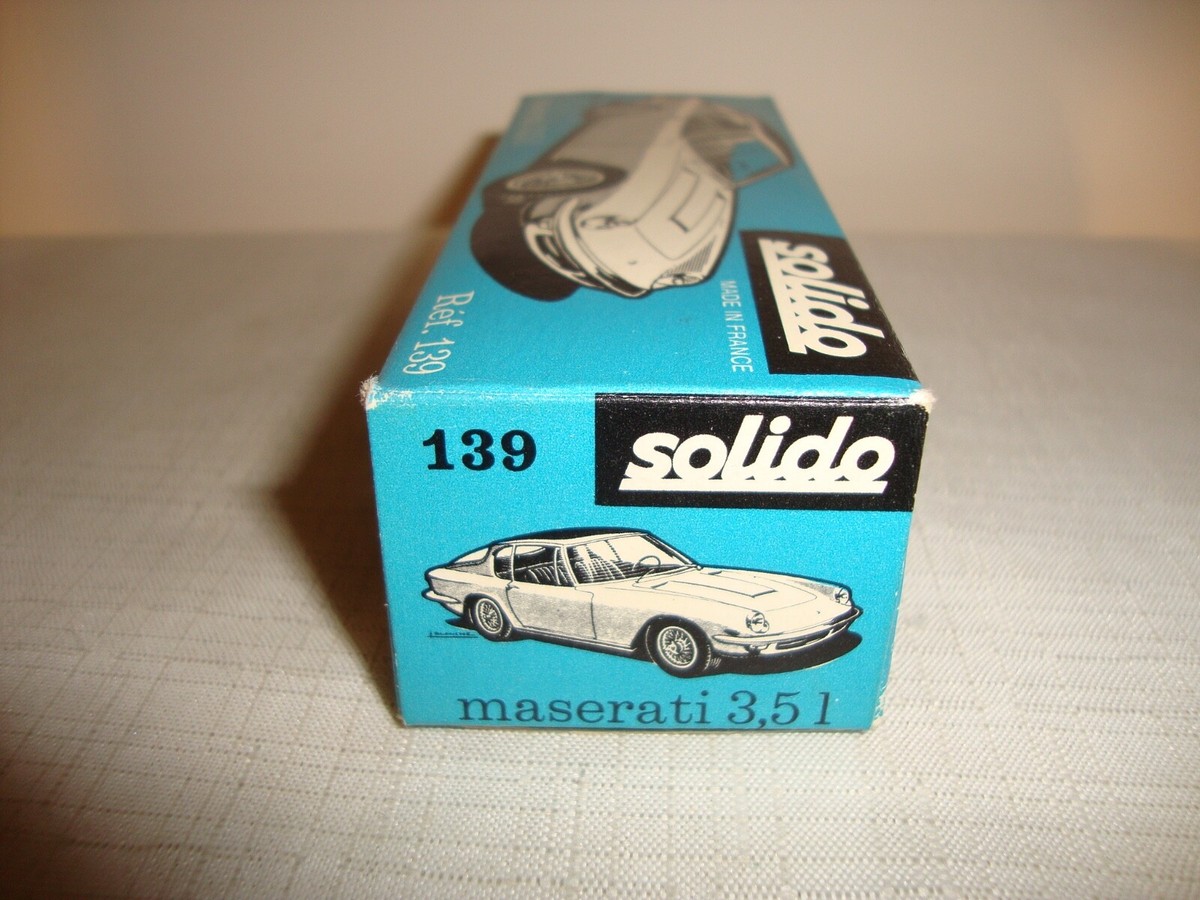 solido
MADE IN FRANCE
Réf. 139
139
solido
maserati 3,5 l